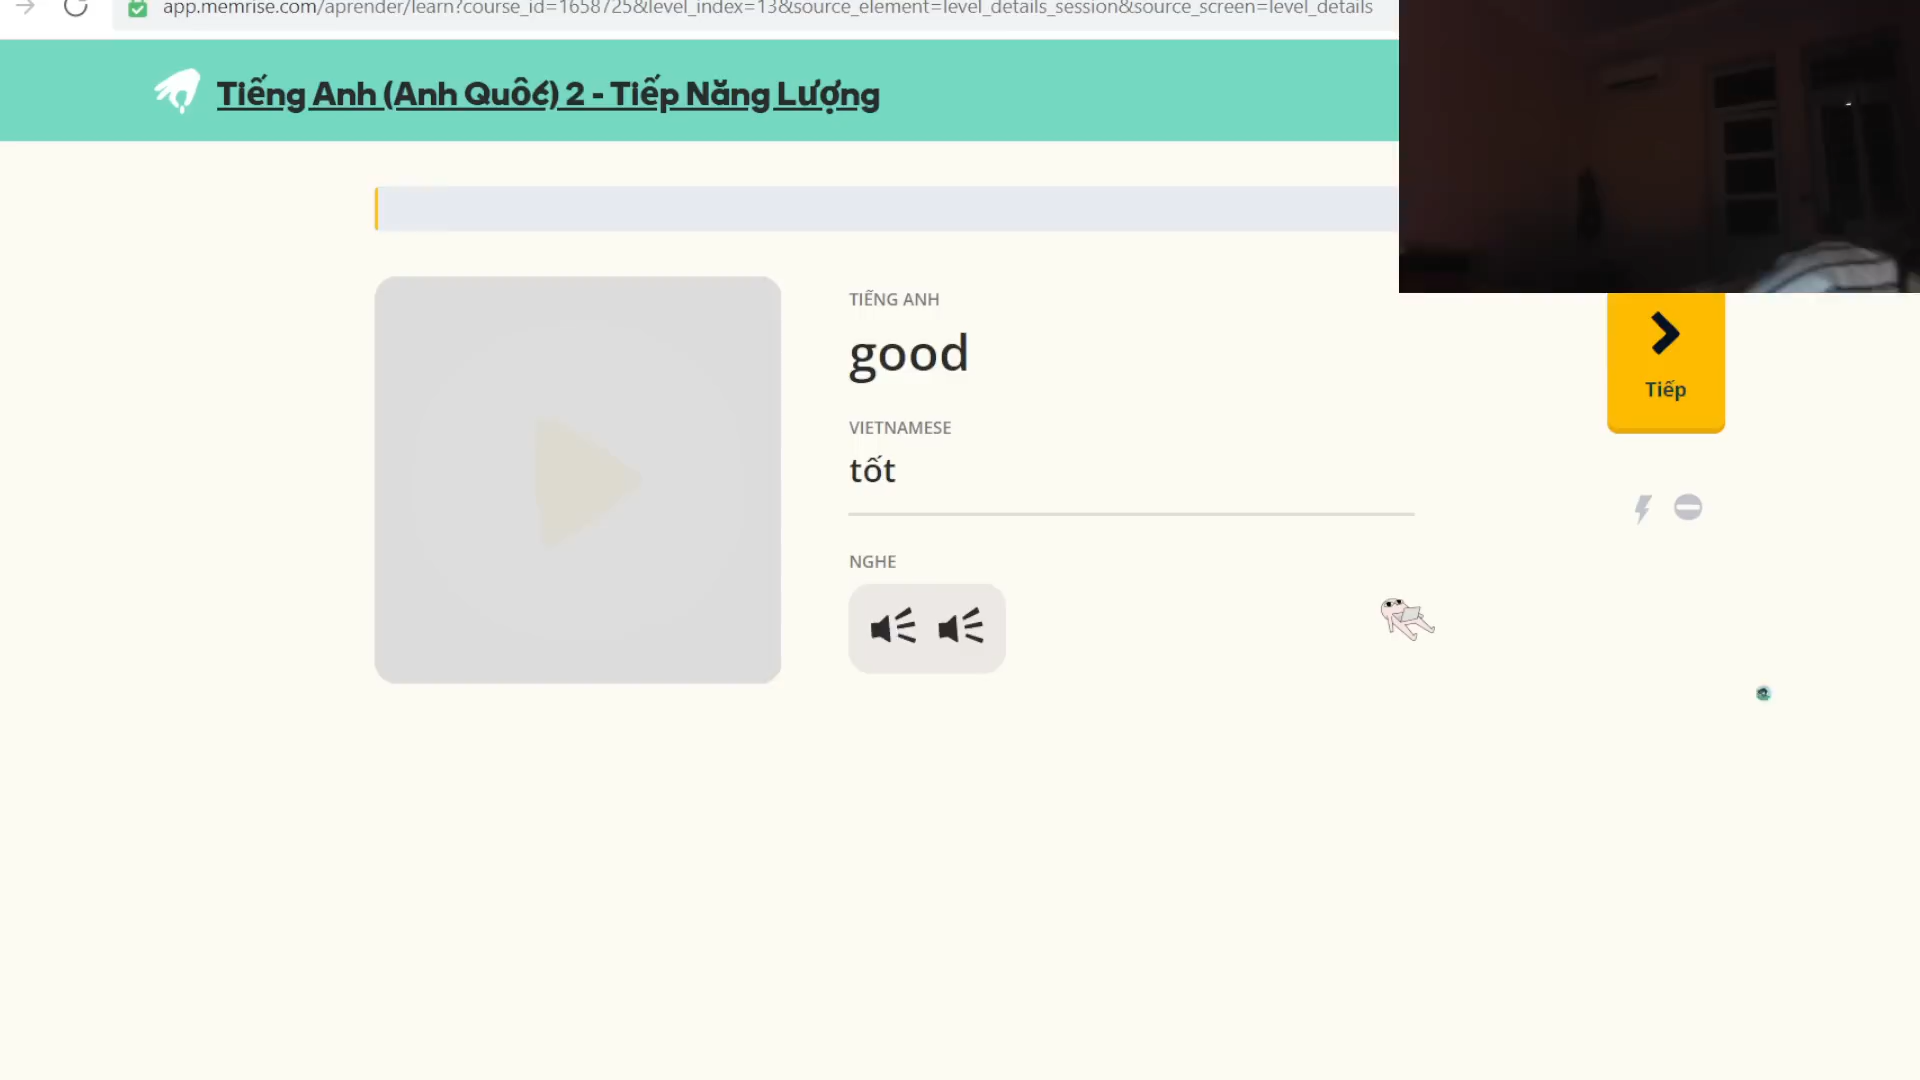 app.memrise.com/aprender/learn?course_id=1658725&level_index=13&source_element=level_details_session&source_screen=level_details
Tiếng Anh (Anh Quốc) 2 - Tiếp Năng Lượng
TIẾNG ANH
good
VIETNAMESE
tốt
NGHE
Tiếp